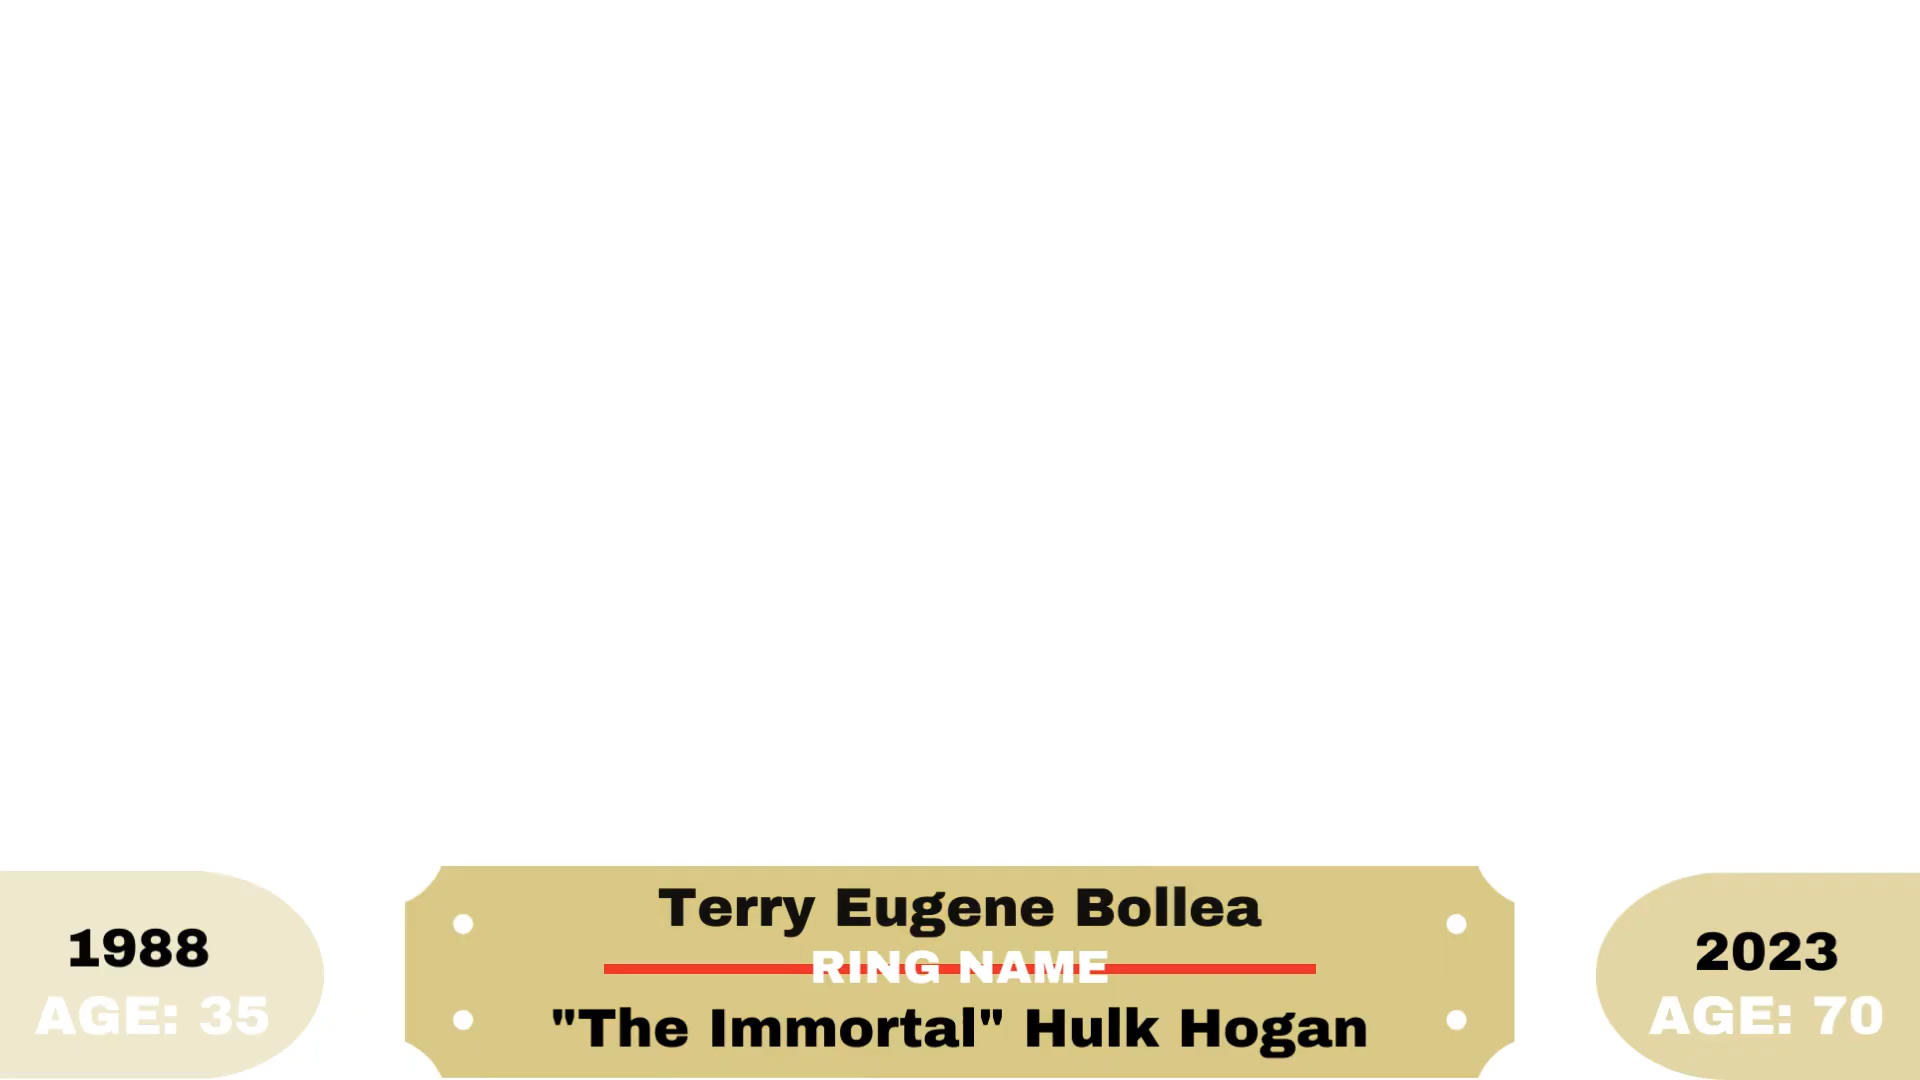 1988
AGE: 35
Terry Eugene Bollea
RING NAME
"The Immortal" Hulk Hogan
2023
AGE: 70